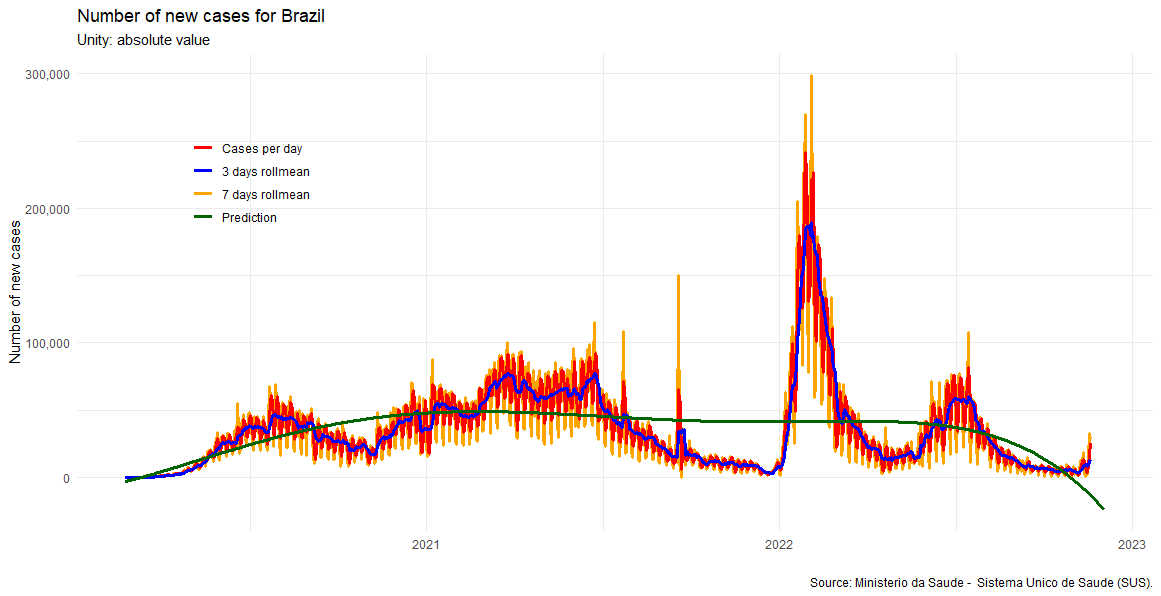 Number of new cases for Brazil
Unity: absolute value
Number of new cases
300,000
200,000
100,000
0
Cases per day
3 days rollmean
7 days rollmean
Prediction
2021
2022
2023
Source: Ministerio da Saude -  Sistema Unico de Saude (SUS).